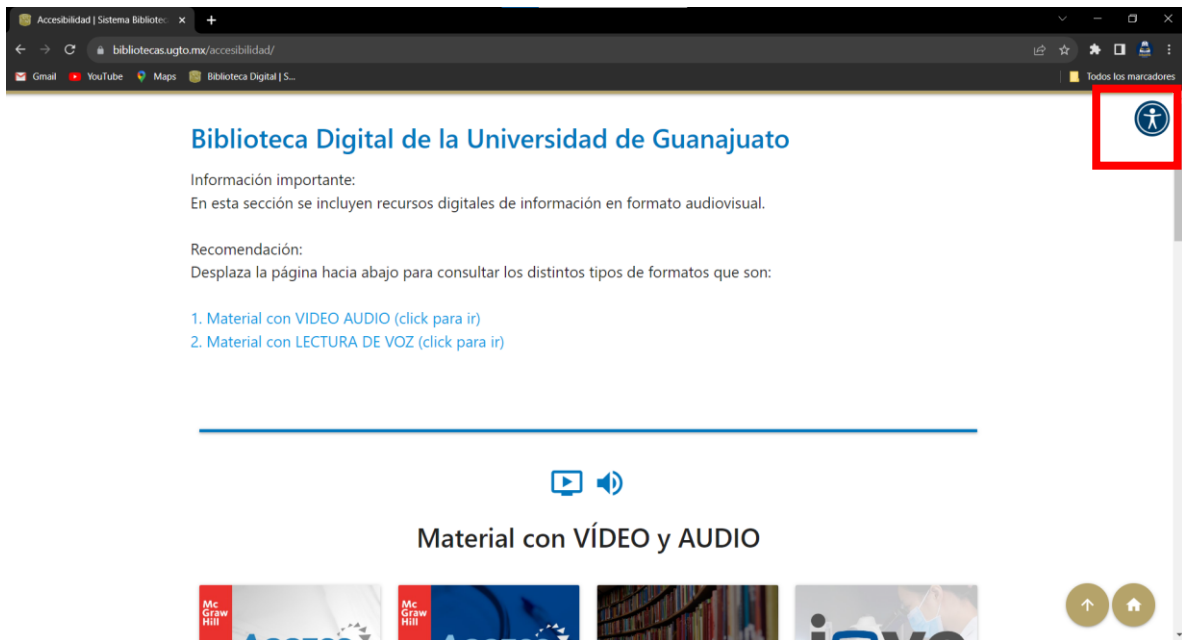 Accesibilidad | Sistema Bibliotec
bibliotecas.ugto.mx/accesibilidad/
Gmail YouTube Maps Biblioteca Digital | S... Todos los marcadores
Biblioteca Digital de la Universidad de Guanajuato
Información importante:
En esta sección se incluyen recursos digitales de información en formato audiovisual.
Recomendación:
Desplaza la página hacia abajo para consultar los distintos tipos de formatos que son:
1. Material con VIDEO AUDIO (click para ir)
2. Material con LECTURA DE VOZ (click para ir)
Material con VÍDEO y AUDIO
Mc
Graw
Hill
Mc
Graw
Hill